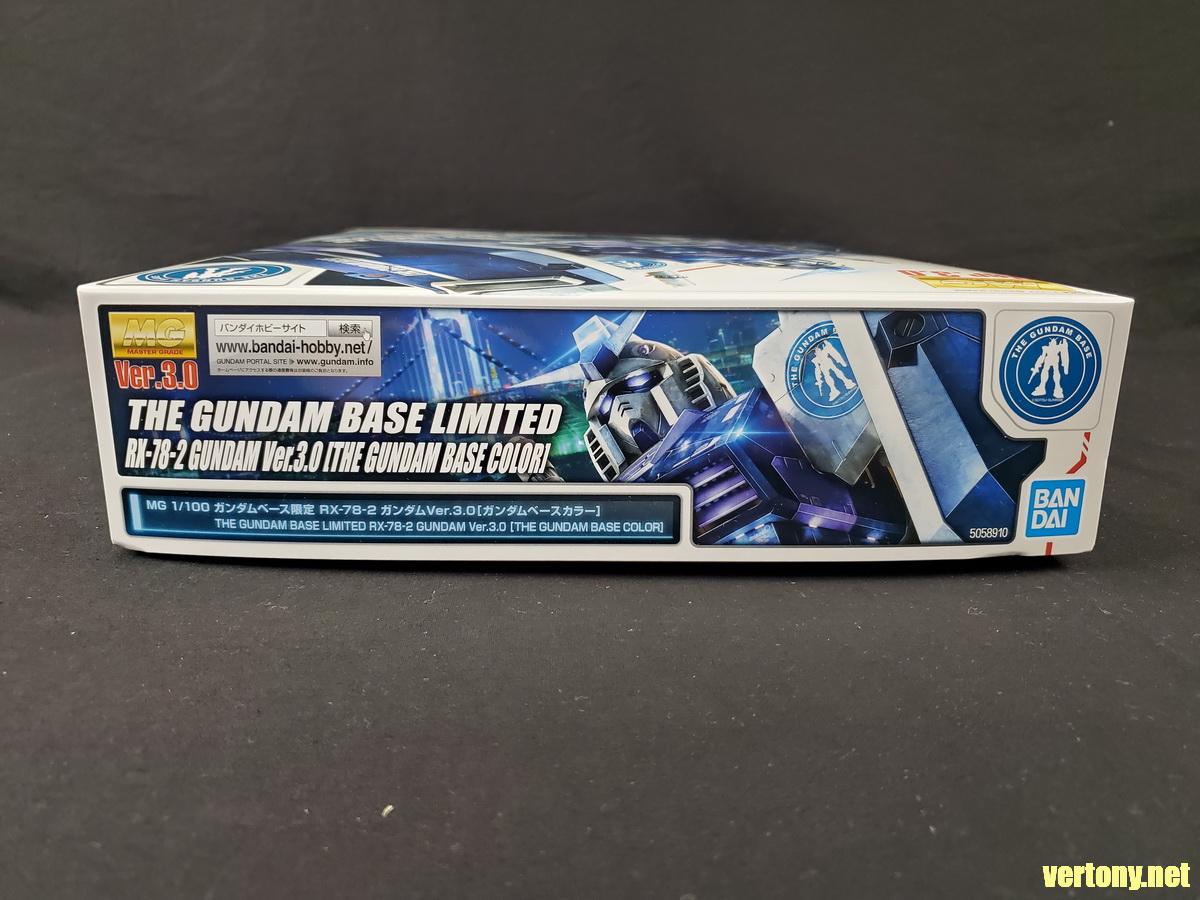 MG
MASTER GRADE
Ver.3.0
バンダイホビーサイト 検索
www.bandai-hobby.net/
GUNDAM PORTAL SITE www.gundam.info
THE GUNDAM BASE LIMITED
RX-78-2 GUNDAM Ver.3.0 [THE GUNDAM BASE COLOR]
MG 1/100 ガンダムベース限定 RX-78-2 ガンダムVer.3.0[ガンダムベースカラー]
THE GUNDAM BASE LIMITED RX-78-2 GUNDAM Ver.3.0 [THE GUNDAM BASE COLOR]
THE GUNDAM BASE
THE GUNDAM BASE
BAN
DAI
5058910
vertony.net